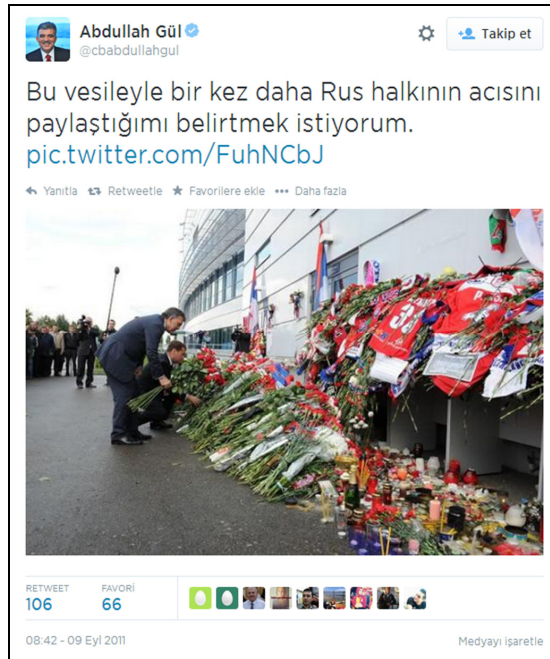 Abdullah Gül
@cbabdullahgul
Takip et
Bu vesileyle bir kez daha Rus halkının acısını
paylaştığımı belirtmek istiyorum.
pic.twitter.com/FuhNCbJ
Yanıtla Retweetle Favorilere ekle Daha fazla
RETWEET FAVORİ
106 66
08:42 - 09 Eyl 2011 Medyayı işaretle